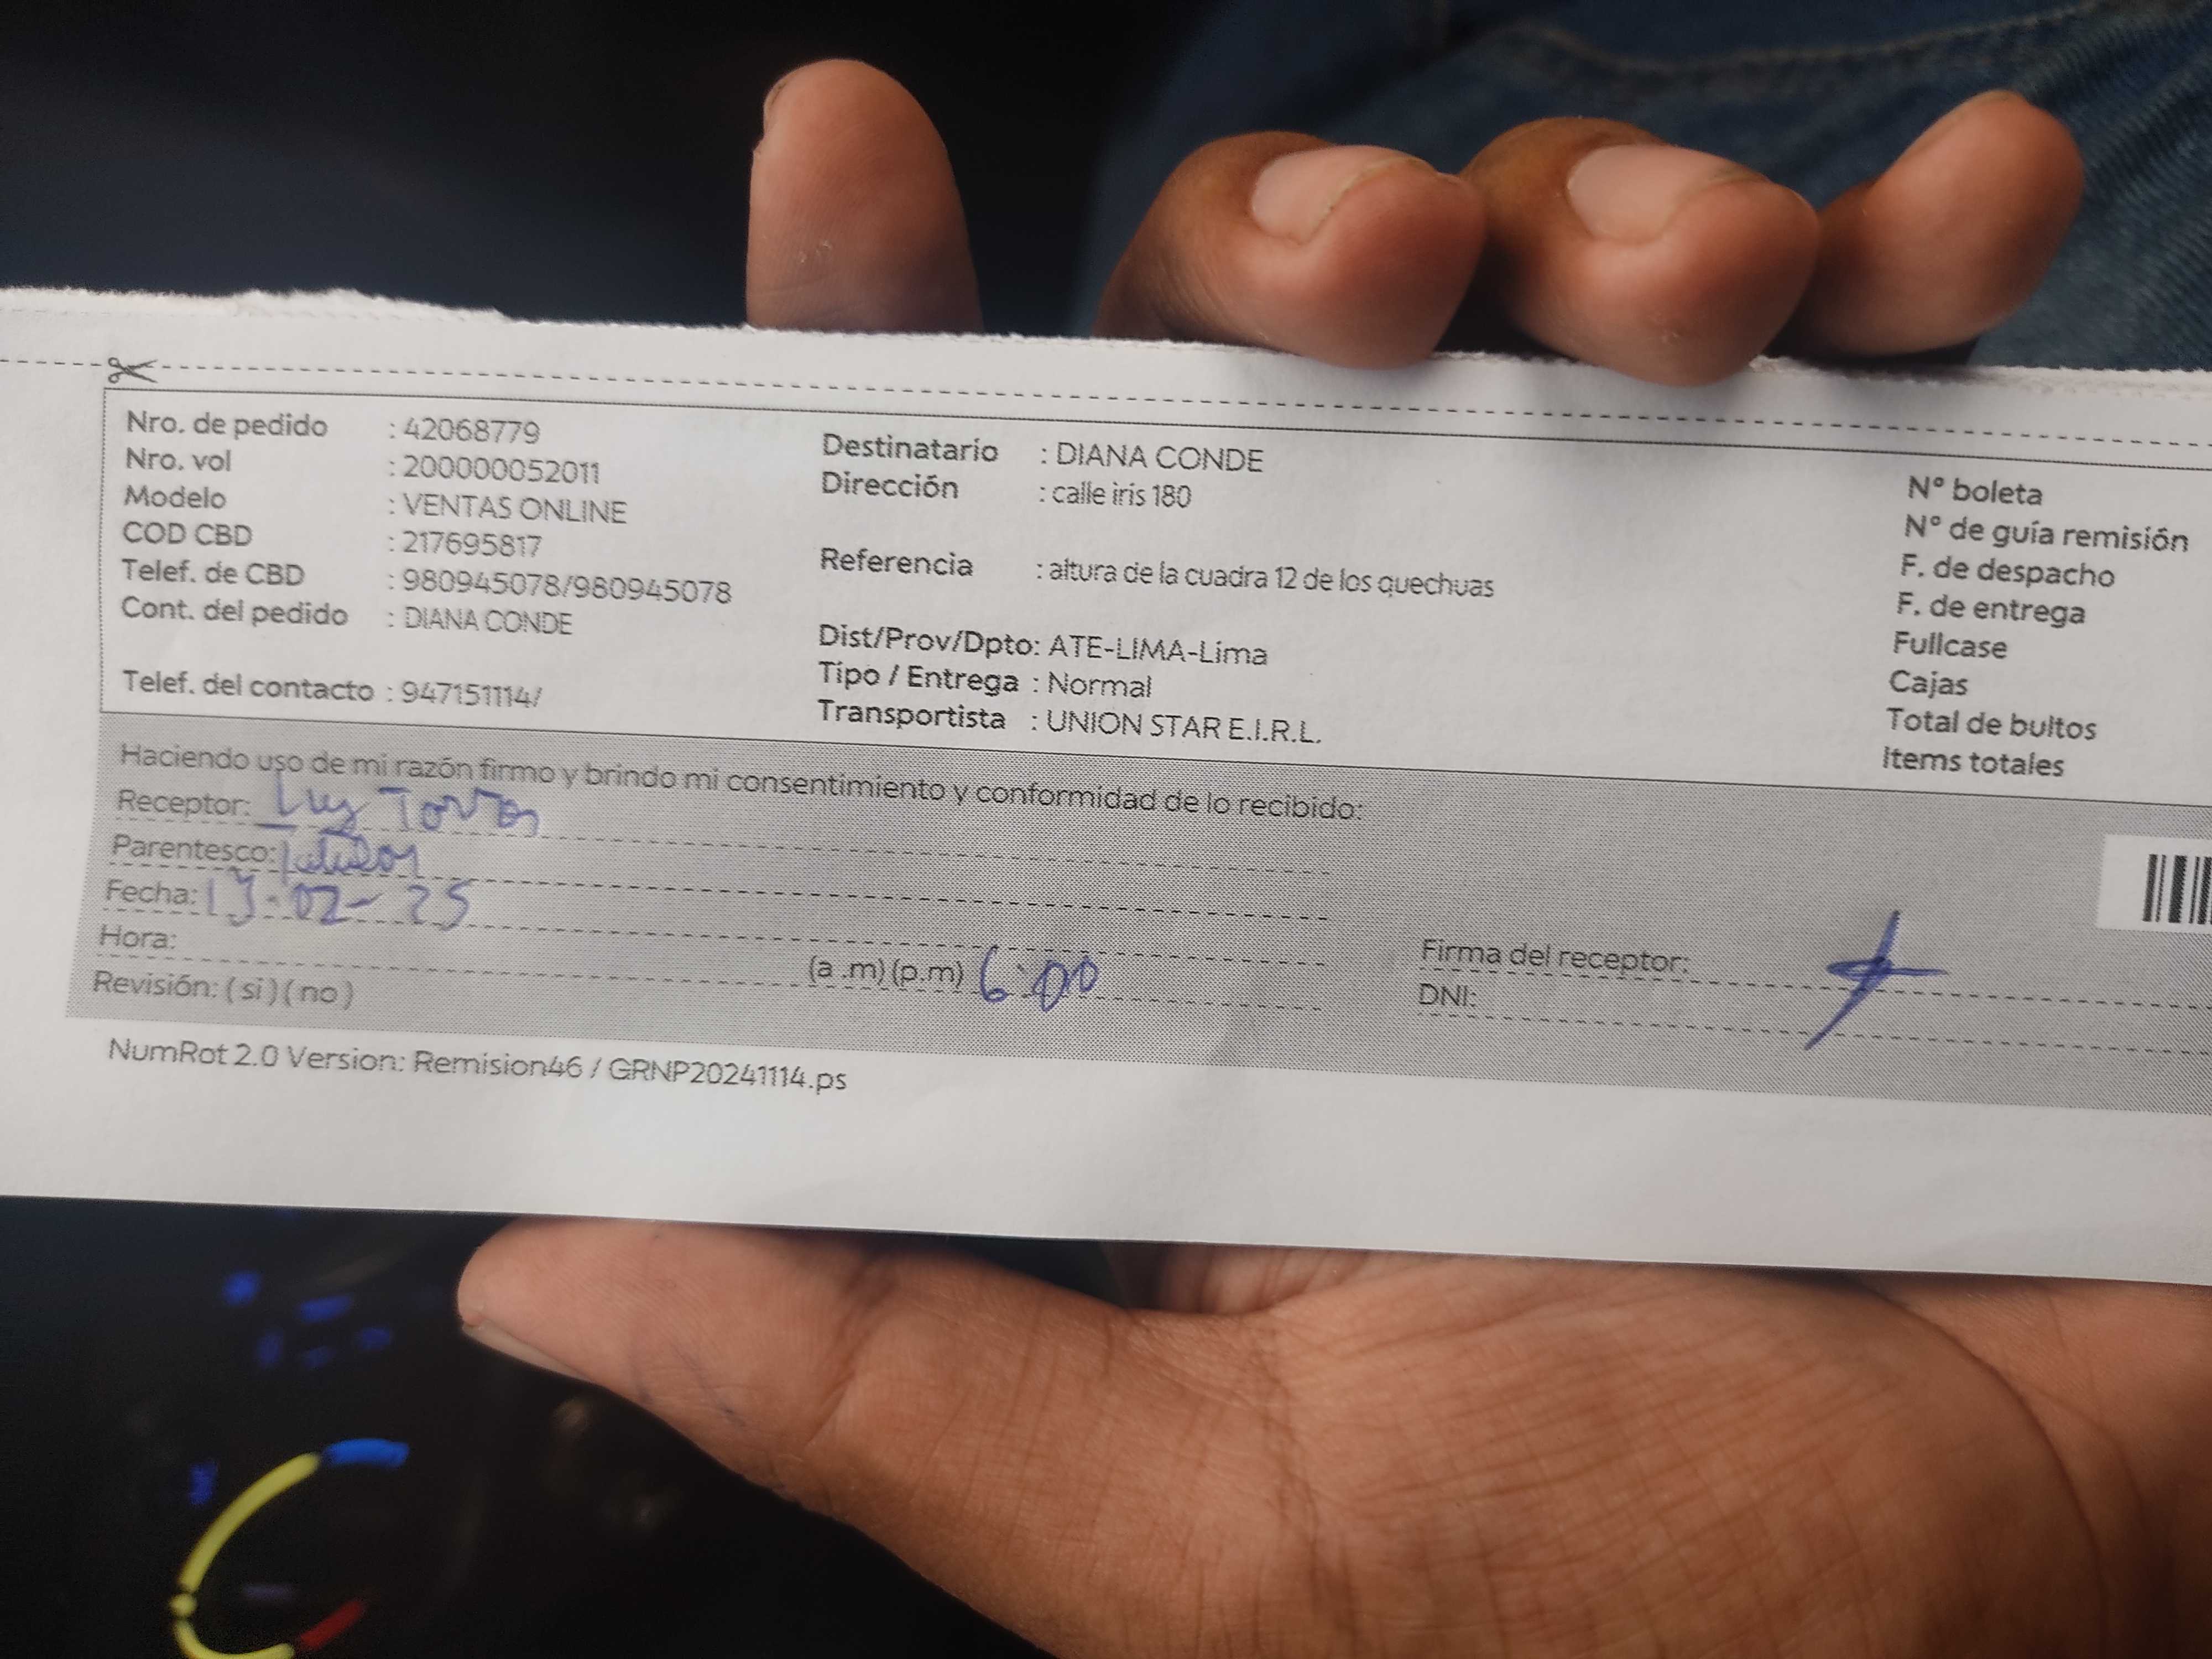 Nro. de pedido : 42068779
Nro. vol : 200000052011
Modelo : VENTAS ONLINE
COD CBD : 217695817
Telef. de CBD : 980945078/980945078
Cont. del pedido : DIANA CONDE
Telef. del contacto : 947151114/
Destinatario : DIANA CONDE
Dirección : calle iris 180
Referencia : altura de la cuadra 12 de los quechuas
Dist/Prov/Dpto: ATE-LIMA-Lima
Tipo / Entrega : Normal
Transportista : UNION STAR E.I.R.L.
N° boleta
N° de guía remisión
F. de despacho
F. de entrega
Fullcase
Cajas
Total de bultos
Items totales
Haciendo uso de mi razón firmo y brindo mi consentimiento y conformidad de lo recibido:
Receptor: Torres
Parentesco: Titular
Fecha: 13-02-25
Hora: (a .m) (p.m) 6:00
Revisión: ( si ) ( no )
Firma del receptor:
DNI:
NumRot 2.0 Version: Remision46 / GRNP20241114.ps